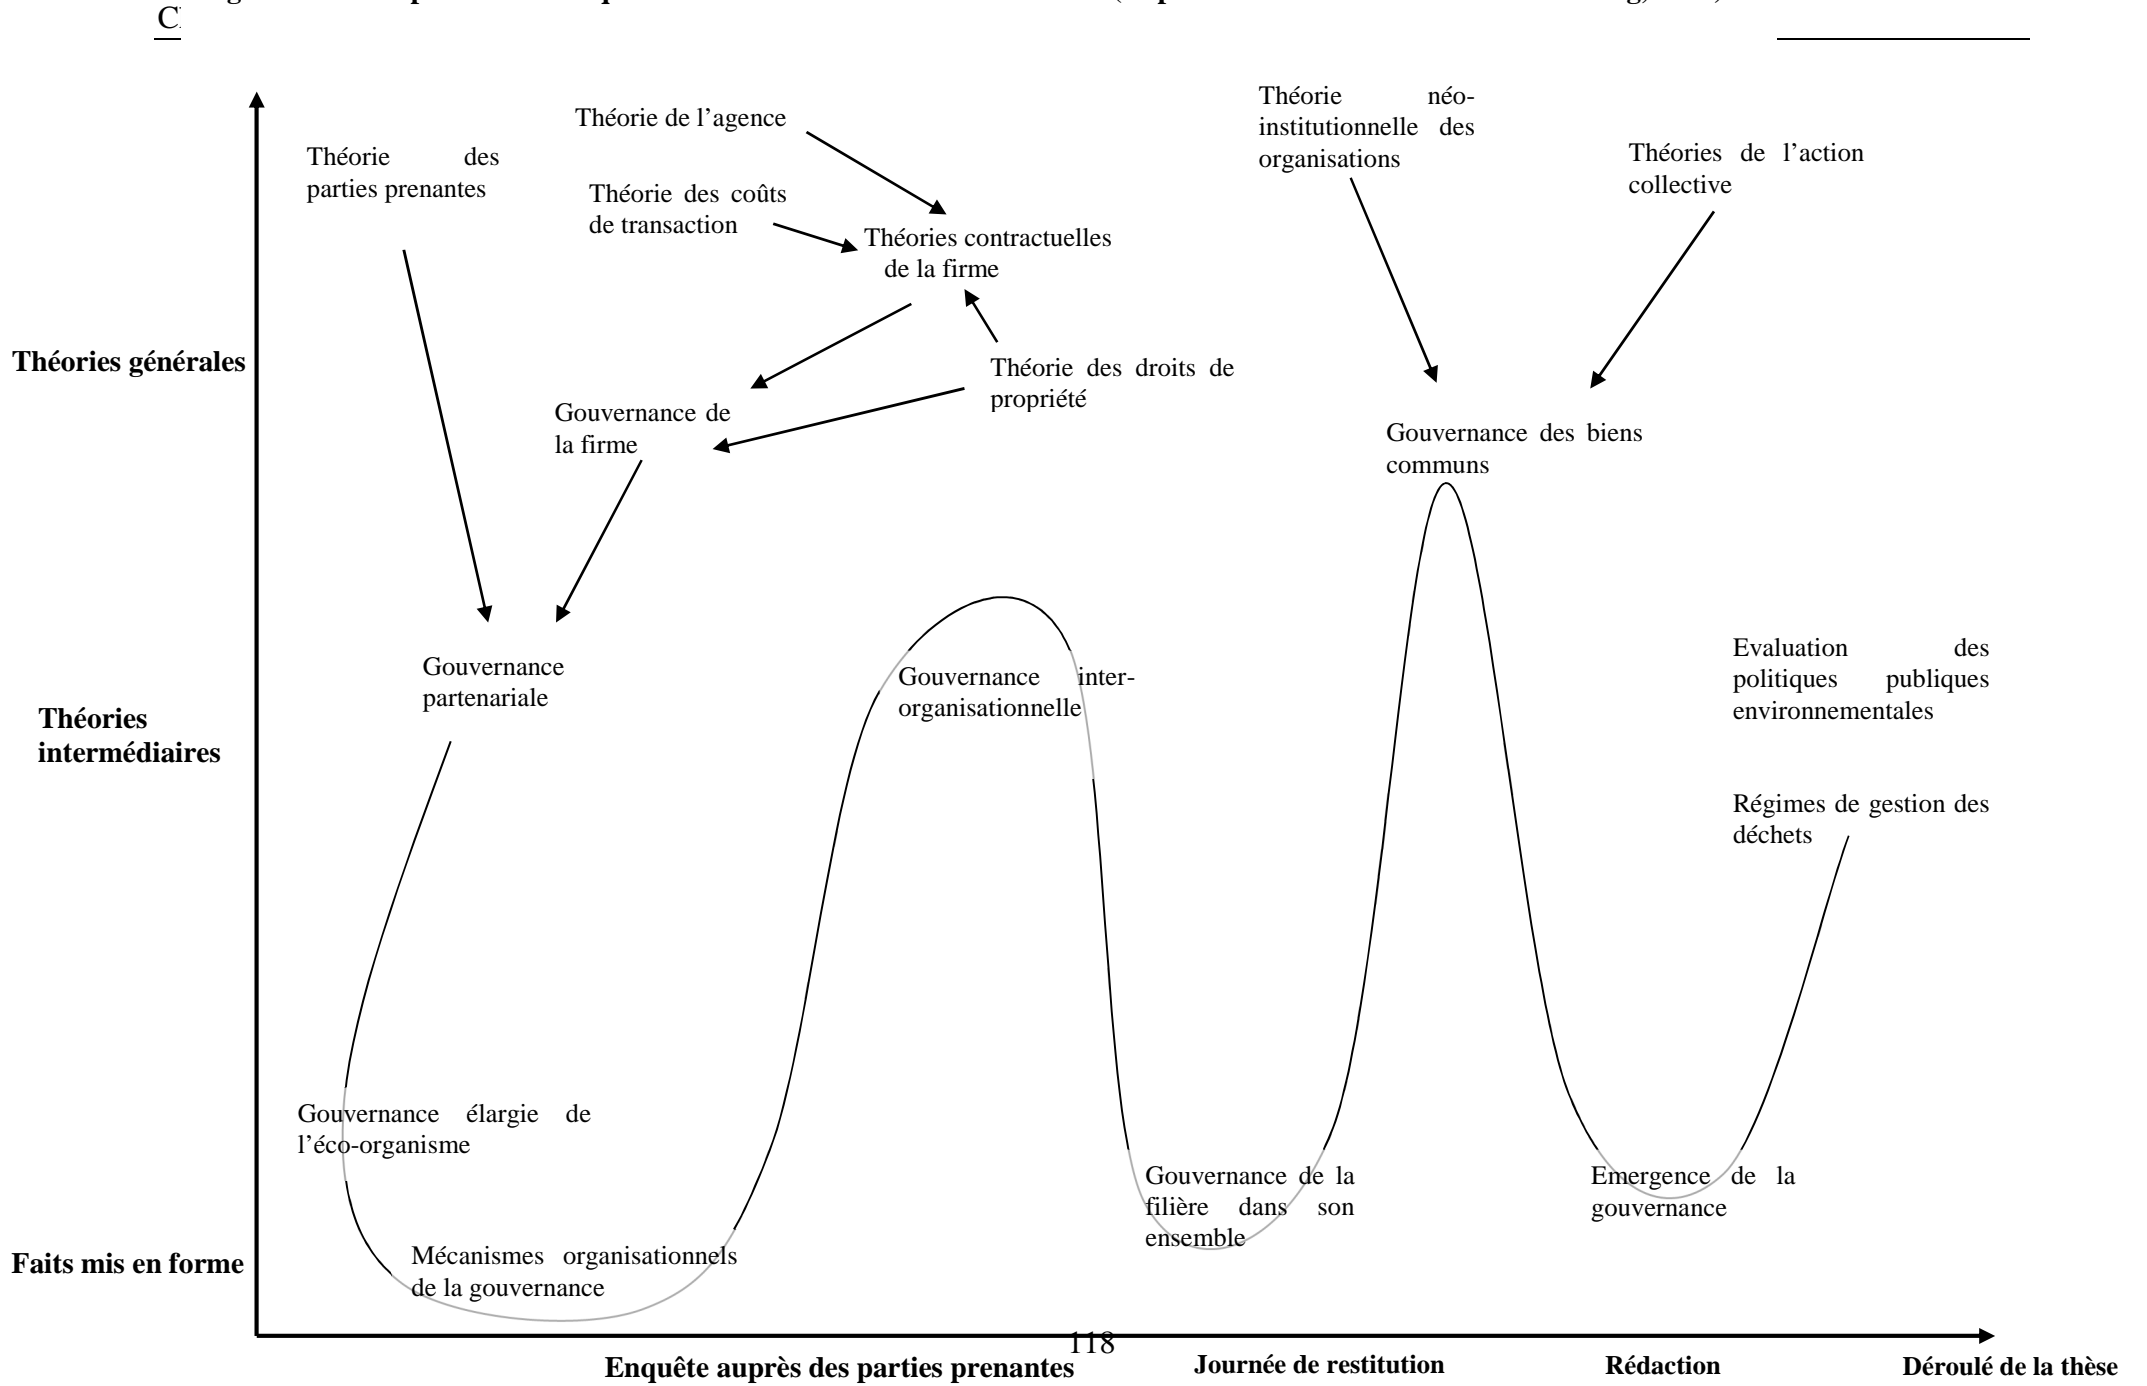 Théorie de l’agence
Théorie des
parties prenantes
Théorie des coûts
de transaction
Théories contractuelles
de la firme
Théorie néo-
institutionnelle des
organisations
Théories de l’action
collective
Théories générales
Théorie des droits de
propriété
Gouvernance de
la firme
Gouvernance des biens
communs
Gouvernance
partenariale
Gouvernance inter-
organisationnelle
Evaluation des
politiques publiques
environnementales
Théories
intermédiaires
Régimes de gestion des
déchets
Gouvernance élargie de
l’éco-organisme
Gouvernance de la
filière dans son
ensemble
Emergence de la
gouvernance
Faits mis en forme
Mécanismes organisationnels
de la gouvernance
118
Enquête auprès des parties prenantes
Journée de restitution
Rédaction
Déroulé de la thèse